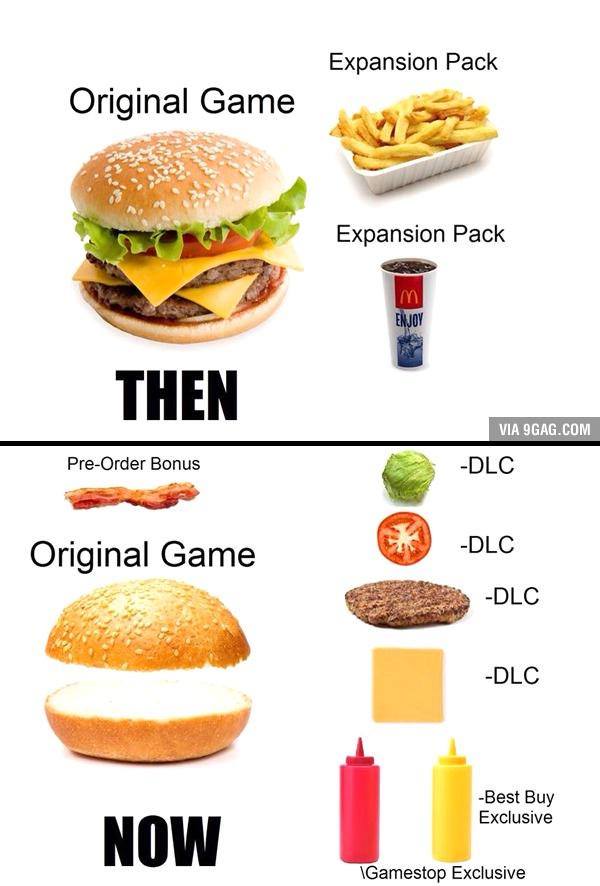 Expansion Pack
Original Game
Expansion Pack
ENJOY
THEN
VIA 9GAG.COM
Pre-Order Bonus
-DLC
-DLC
Original Game
-DLC
-DLC
-Best Buy
Exclusive
NOW
\Gamestop Exclusive